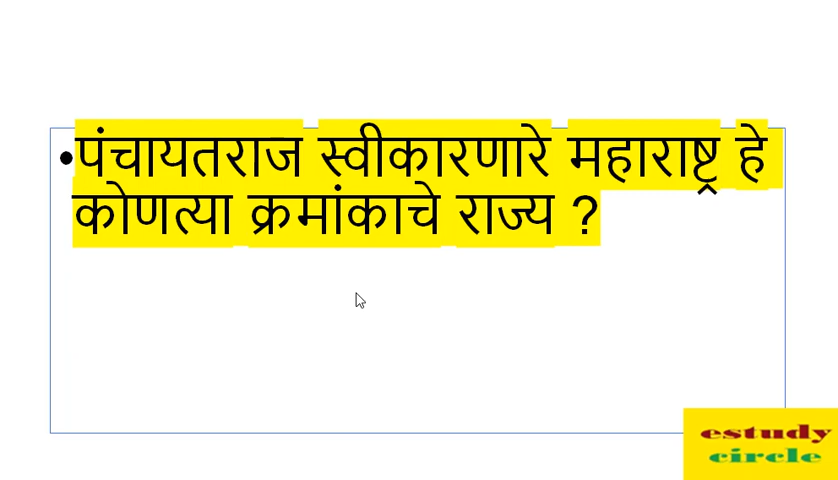 •पंचायतराज स्वीकारणारे महाराष्ट्र हे
कोणत्या क्रमांकाचे राज्य ?
estudy
circle